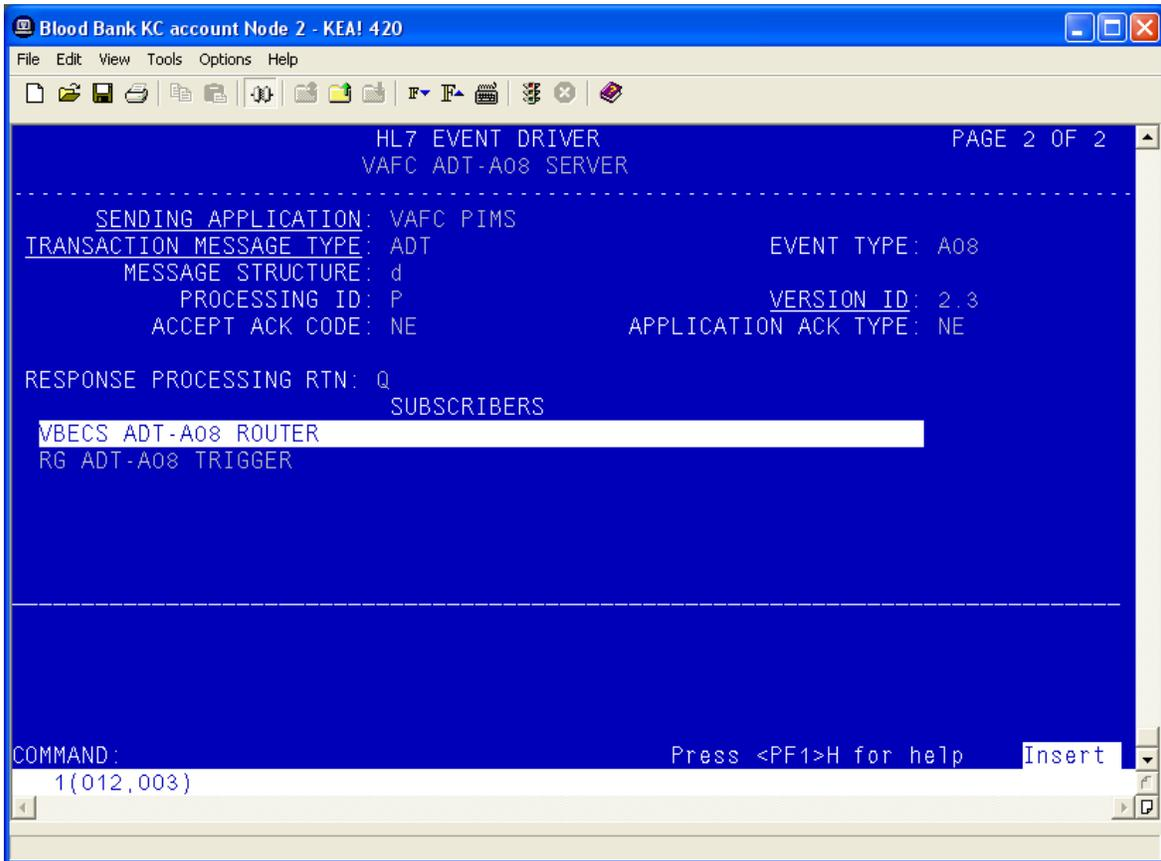 Blood Bank KC account Node 2 - KEA! 420
File Edit View Tools Options Help
HL7 EVENT DRIVER PAGE 2 OF 2
VAFC ADT-A08 SERVER
SENDING APPLICATION: VAFC PIMS
TRANSACTION MESSAGE TYPE: ADT EVENT TYPE: A08
MESSAGE STRUCTURE: d
PROCESSING ID: P VERSION ID: 2.3
ACCEPT ACK CODE: NE APPLICATION ACK TYPE: NE
RESPONSE PROCESSING RTN: Q
SUBSCRIBERS
VBECS ADT-A08 ROUTER
RG ADT-A08 TRIGGER
COMMAND: Press <PF1>H for help Insert
1(012,003)